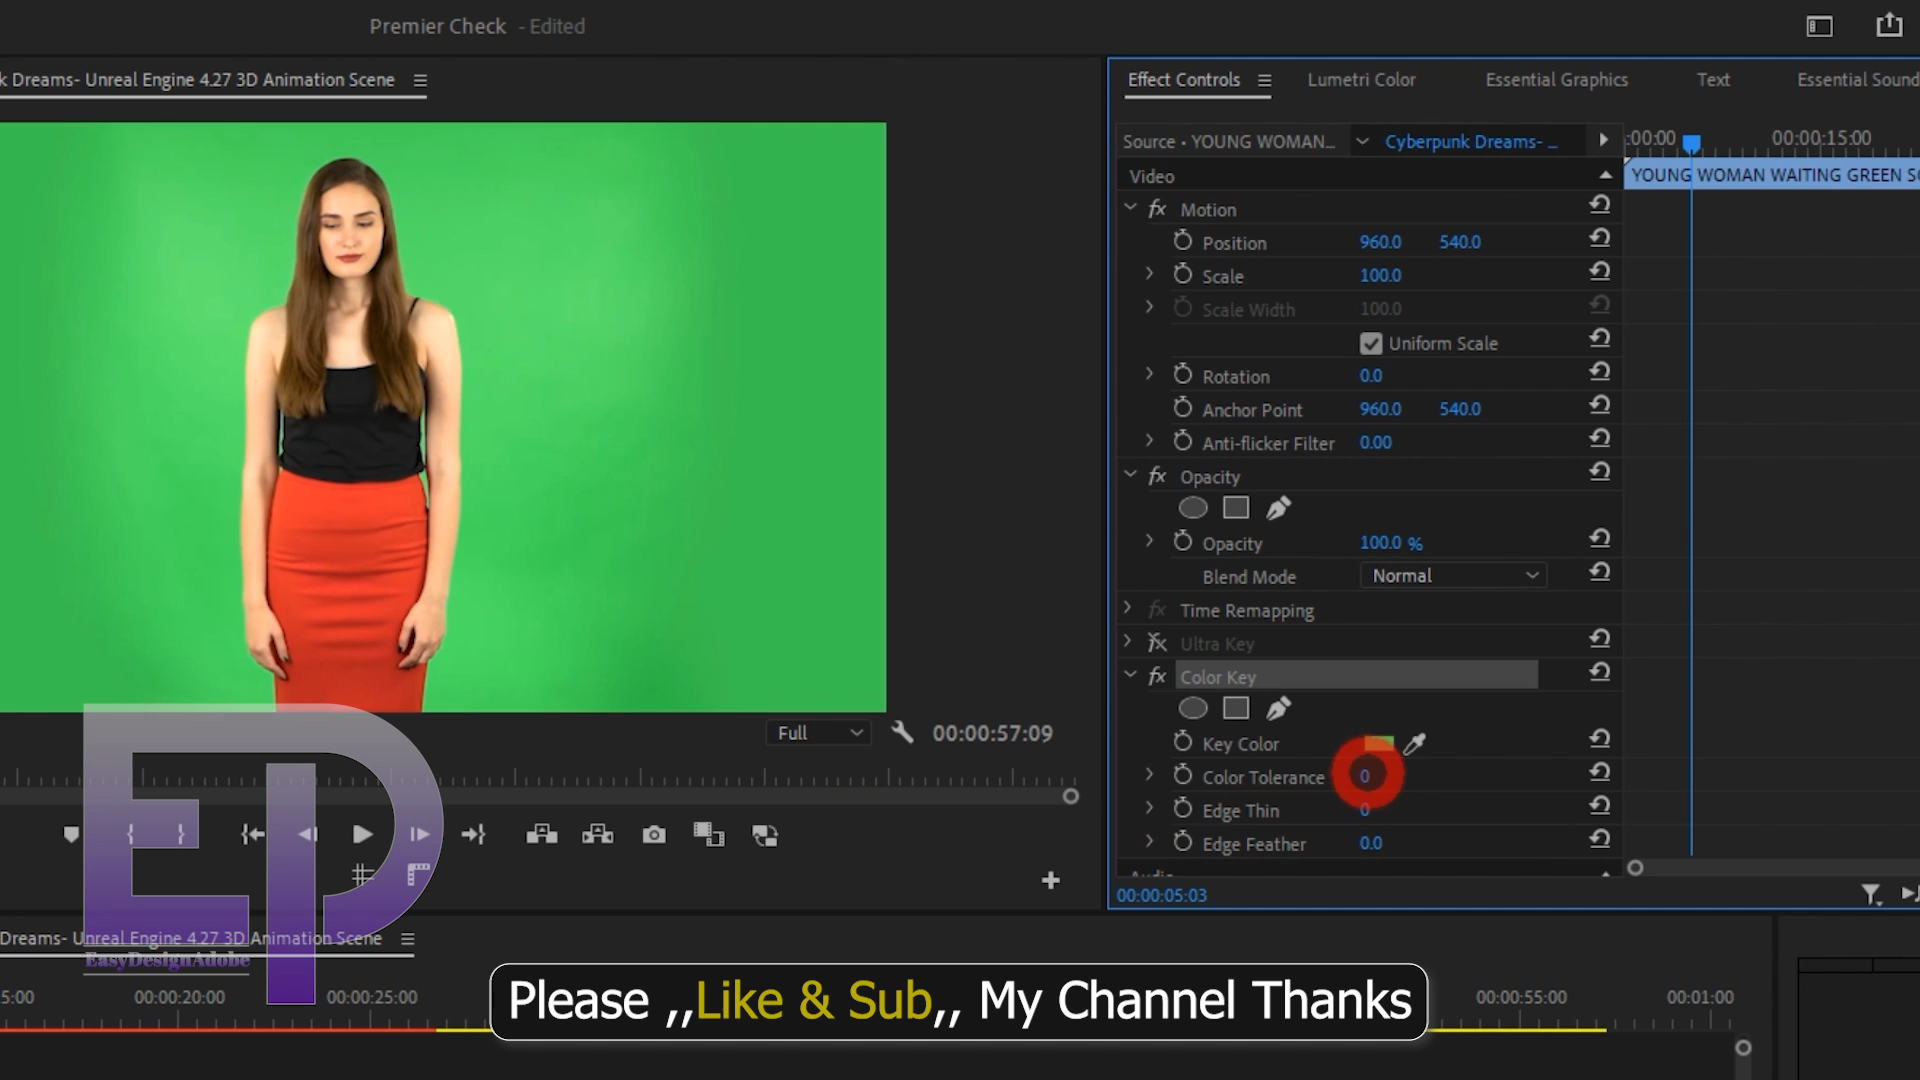 Premier Check - Edited
k Dreams- Unreal Engine 4.27 3D Animation Scene
Effect Controls
Lumetri Color
Essential Graphics
Text
Essential Sound
Source • YOUNG WOMAN...
Cyberpunk Dreams- ...
:00:00
00:00:15:00
Video
YOUNG WOMAN WAITING GREEN SC
fx Motion
Position 960.0 540.0
Scale 100.0
Scale Width 100.0
Uniform Scale
Rotation 0.0
Anchor Point 960.0 540.0
Anti-flicker Filter 0.00
fx Opacity
Opacity 100.0 %
Blend Mode Normal
fx Time Remapping
fx Ultra Key
fx Color Key
Key Color
Color Tolerance 0
Edge Thin 0
Edge Feather 0.0
Audio
00:00:05:03
Full
00:00:57:09
EP
EasyDesignAdobe
Dreams- Unreal Engine 4.27 3D Animation Scene
5:00
00:00:20:00
00:00:25:00
00:00:55:00
00:01:00
Please ,,Like & Sub,, My Channel Thanks